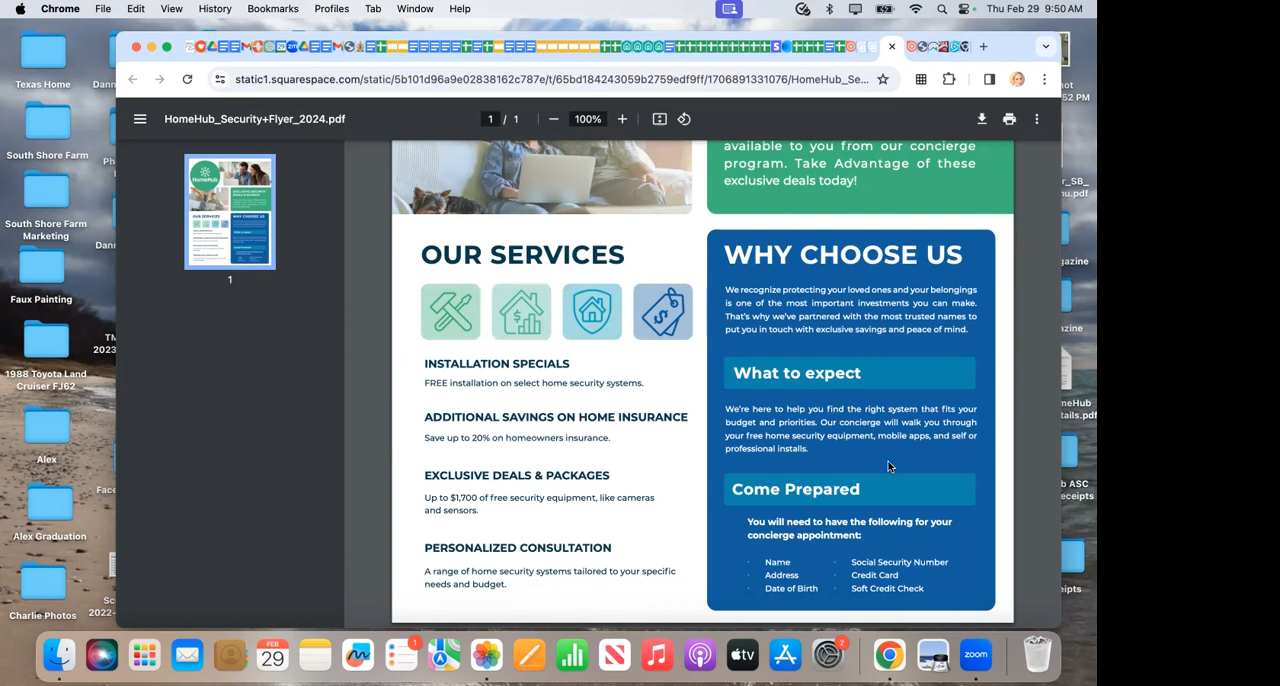 Chrome File Edit View History Bookmarks Profiles Tab Window Help Thu Feb 29 9:50 AM
static1.squarespace.com/static/5b101d96a9e02838162c787e/t/65bd184243059b2759edf9ff/1706891331076/HomeHub_Se...
HomeHub_Security+Flyer_2024.pdf
1 / 1
100%
Texas Home
South Shore Farm
South Shore Farm
Marketing
Faux Painting
1988 Toyota Land
Cruiser FJ62
Alex
Alex Graduation
Charlie Photos
HomeHub
1
available to you from our concierge
program. Take Advantage of these
exclusive deals today!
OUR SERVICES
INSTALLATION SPECIALS
FREE installation on select home security systems.
ADDITIONAL SAVINGS ON HOME INSURANCE
Save up to 20% on homeowners insurance.
EXCLUSIVE DEALS & PACKAGES
Up to $1,700 of free security equipment, like cameras
and sensors.
PERSONALIZED CONSULTATION
A range of home security systems tailored to your specific
needs and budget.
WHY CHOOSE US
We recognize protecting your loved ones and your belongings
is one of the most important investments you can make.
That's why we've partnered with the most trusted names to
put you in touch with exclusive savings and peace of mind.
What to expect
We're here to help you find the right system that fits your
budget and priorities. Our concierge will walk you through
your free home security equipment, mobile apps, and self or
professional installs.
Come Prepared
You will need to have the following for your
concierge appointment:
· Name
· Address
· Date of Birth
· Social Security Number
· Credit Card
· Soft Credit Check
FEB
29
1
tv
2
zoom